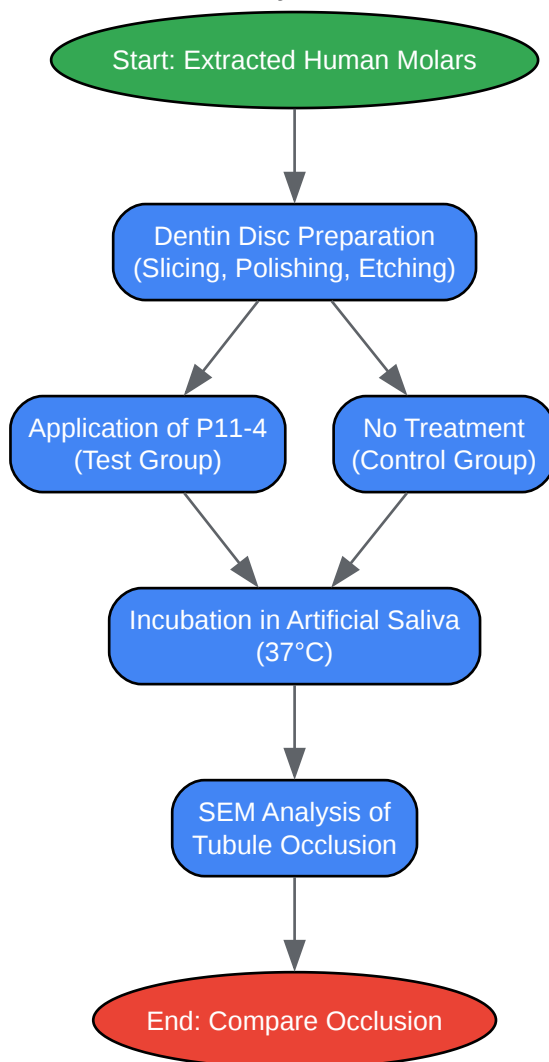 Start: Extracted Human Molars
Dentin Disc Preparation
(Slicing, Polishing, Etching)
Application of P11-4
(Test Group)
No Treatment
(Control Group)
Incubation in Artificial Saliva
(37°C)
SEM Analysis of
Tubule Occlusion
End: Compare Occlusion